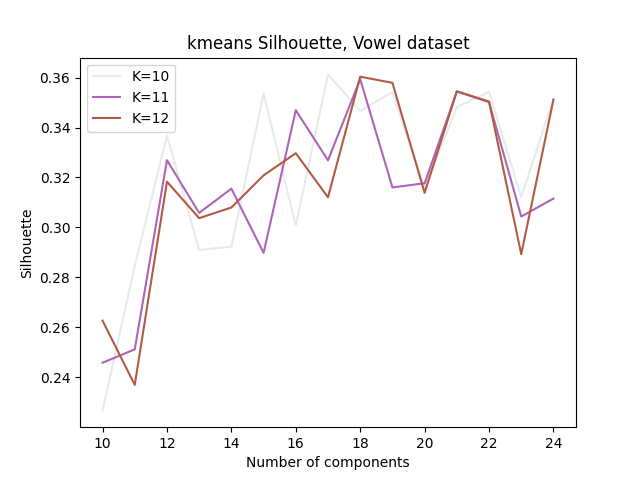 kmeans Silhouette, Vowel dataset
K=10
K=11
K=12
0.36
0.34
0.32
0.30
0.28
0.26
0.24
Silhouette
10 12 14 16 18 20 22 24
Number of components